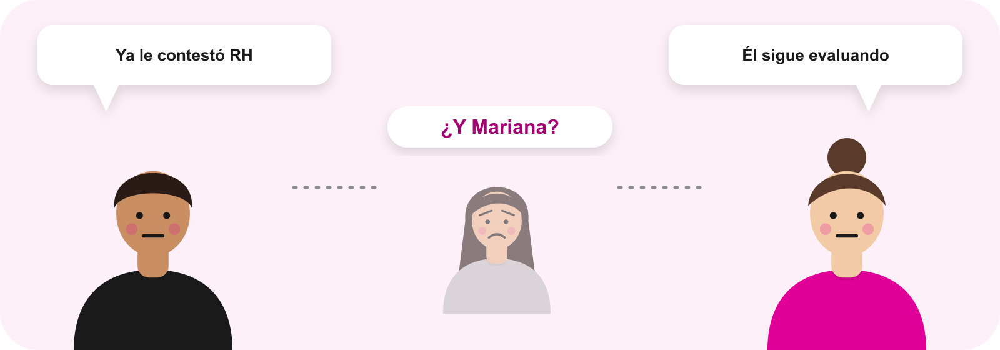 Ya le contestó RH
Él sigue evaluando
¿Y Mariana?